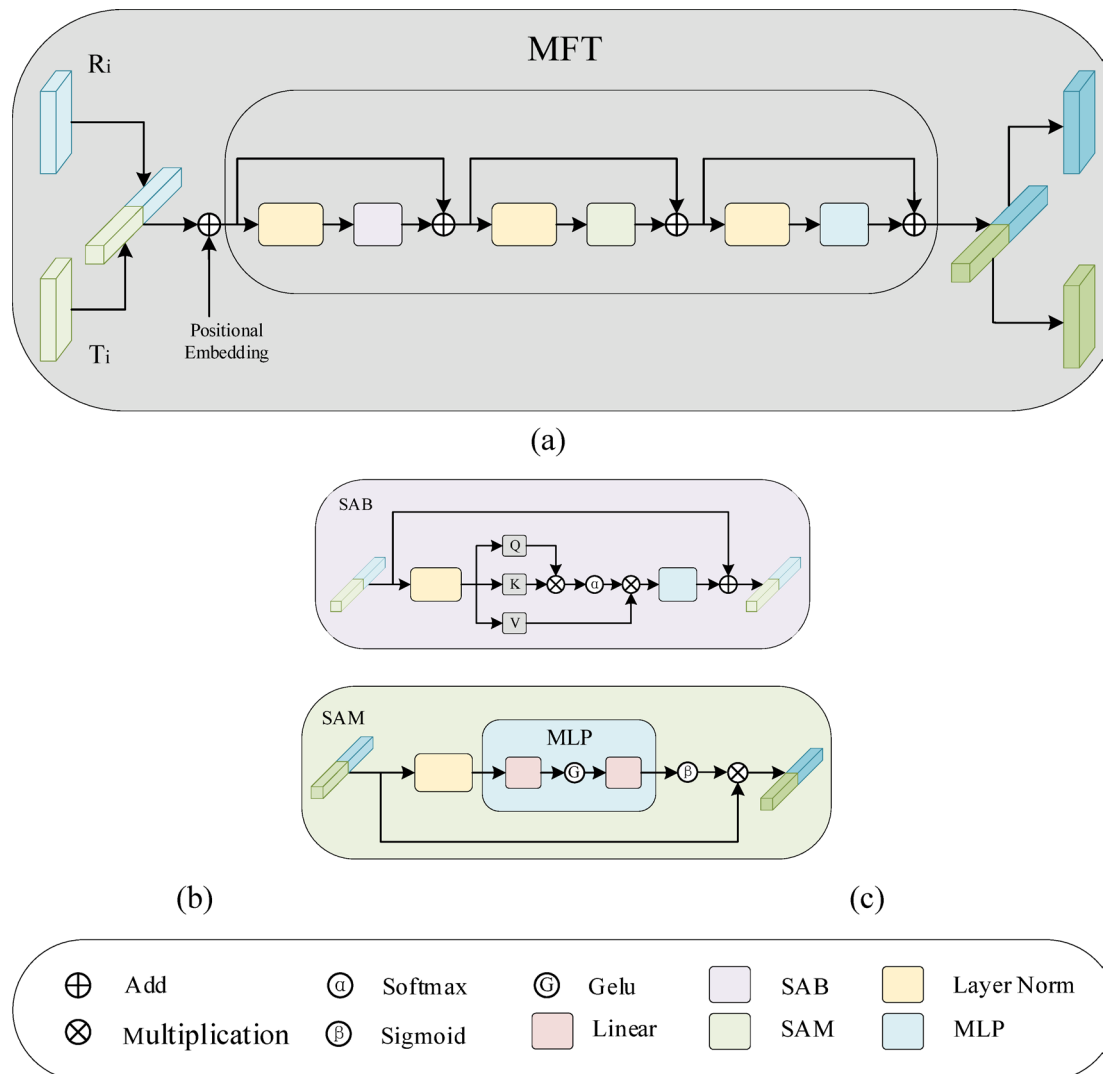 MFT
Ri
Ti
Positional
Embedding
(a)
SAB
Q
K
α
V
SAM
MLP
G
β
(b)
(c)
Add
α Softmax
G Gelu
SAB
Layer Norm
Multiplication
β Sigmoid
Linear
SAM
MLP